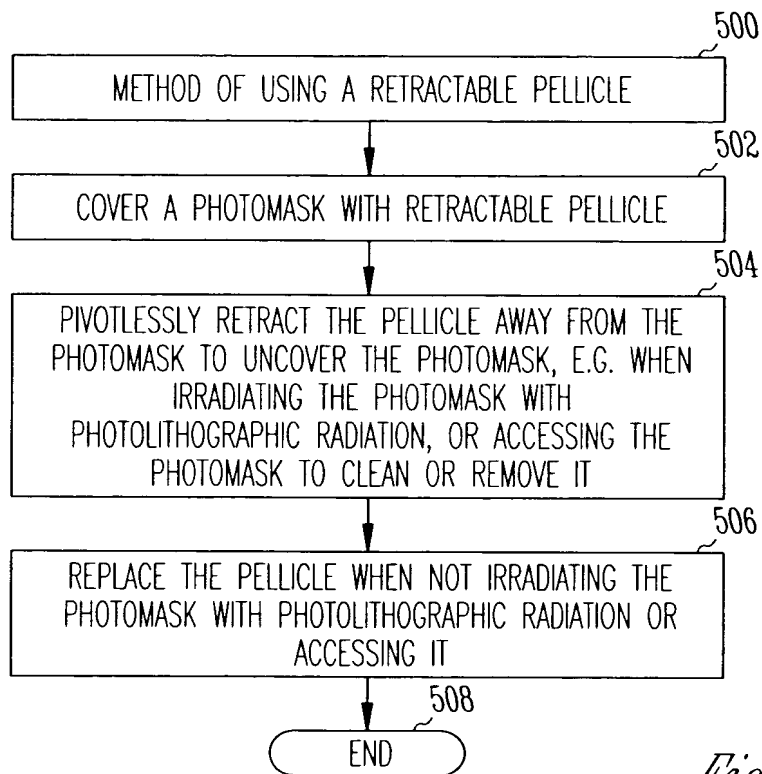 500
METHOD OF USING A RETRACTABLE PELLICLE
502
COVER A PHOTOMASK WITH RETRACTABLE PELLICLE
504
PIVOTLESSLY RETRACT THE PELLICLE AWAY FROM THE
PHOTOMASK TO UNCOVER THE PHOTOMASK, E.G. WHEN
IRRADIATING THE PHOTOMASK WITH
PHOTOLITHOGRAPHIC RADIATION, OR ACCESSING THE
PHOTOMASK TO CLEAN OR REMOVE IT
506
REPLACE THE PELLICLE WHEN NOT IRRADIATING THE
PHOTOMASK WITH PHOTOLITHOGRAPHIC RADIATION OR
ACCESSING IT
508
END